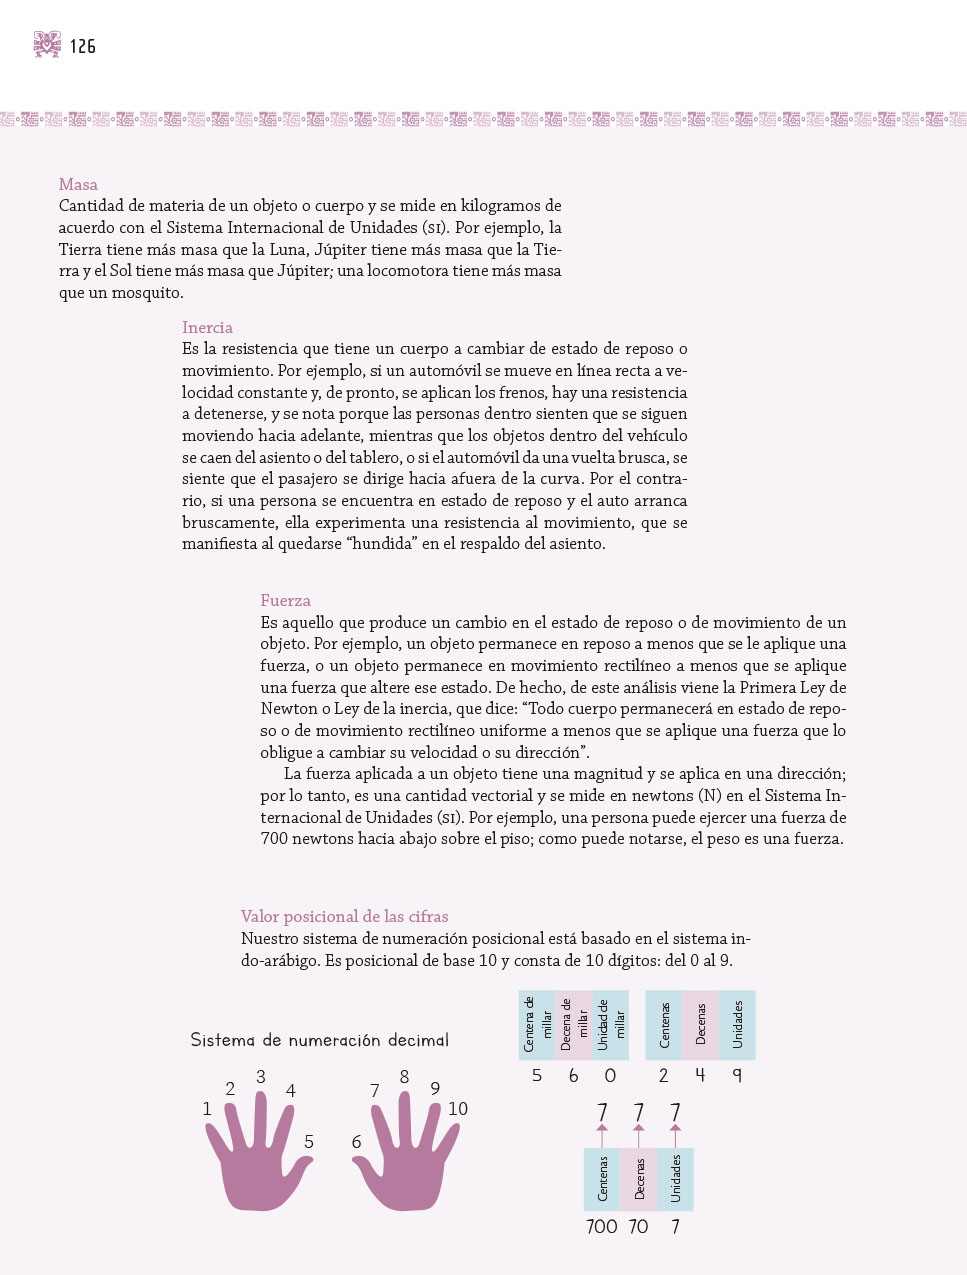 126
Masa
Cantidad de materia de un objeto o cuerpo y se mide en kilogramos de
acuerdo con el Sistema Internacional de Unidades (SI). Por ejemplo, la
Tierra tiene más masa que la Luna, Júpiter tiene más masa que la Tie-
rra y el Sol tiene más masa que Júpiter; una locomotora tiene más masa
que un mosquito.
Inercia
Es la resistencia que tiene un cuerpo a cambiar de estado de reposo o
movimiento. Por ejemplo, si un automóvil se mueve en línea recta a ve-
locidad constante y, de pronto, se aplican los frenos, hay una resistencia
a detenerse, y se nota porque las personas dentro sienten que se siguen
moviendo hacia adelante, mientras que los objetos dentro del vehículo
se caen del asiento o del tablero, o si el automóvil da una vuelta brusca, se
siente que el pasajero se dirige hacia afuera de la curva. Por el contra-
rio, si una persona se encuentra en estado de reposo y el auto arranca
bruscamente, ella experimenta una resistencia al movimiento, que se
manifiesta al quedarse “hundida” en el respaldo del asiento.
Fuerza
Es aquello que produce un cambio en el estado de reposo o de movimiento de un
objeto. Por ejemplo, un objeto permanece en reposo a menos que se le aplique una
fuerza, o un objeto permanece en movimiento rectilíneo a menos que se aplique
una fuerza que altere ese estado. De hecho, de este análisis viene la Primera Ley de
Newton o Ley de la inercia, que dice: “Todo cuerpo permanecerá en estado de repo-
so o de movimiento rectilíneo uniforme a menos que se aplique una fuerza que lo
obligue a cambiar su velocidad o su dirección”.
La fuerza aplicada a un objeto tiene una magnitud y se aplica en una dirección;
por lo tanto, es una cantidad vectorial y se mide en newtons (N) en el Sistema In-
ternacional de Unidades (SI). Por ejemplo, una persona puede ejercer una fuerza de
700 newtons hacia abajo sobre el piso; como puede notarse, el peso es una fuerza.
Valor posicional de las cifras
Nuestro sistema de numeración posicional está basado en el sistema in-
do-arábigo. Es posicional de base 10 y consta de 10 dígitos: del 0 al 9.
Sistema de numeración decimal
1 2 3 4 5 6 7 8 9 10
Centena de millar Decena de millar Unidad de millar Centenas Decenas Unidades
5 6 0 2 4 9
7 7 7
Centenas Decenas Unidades
700 70 7